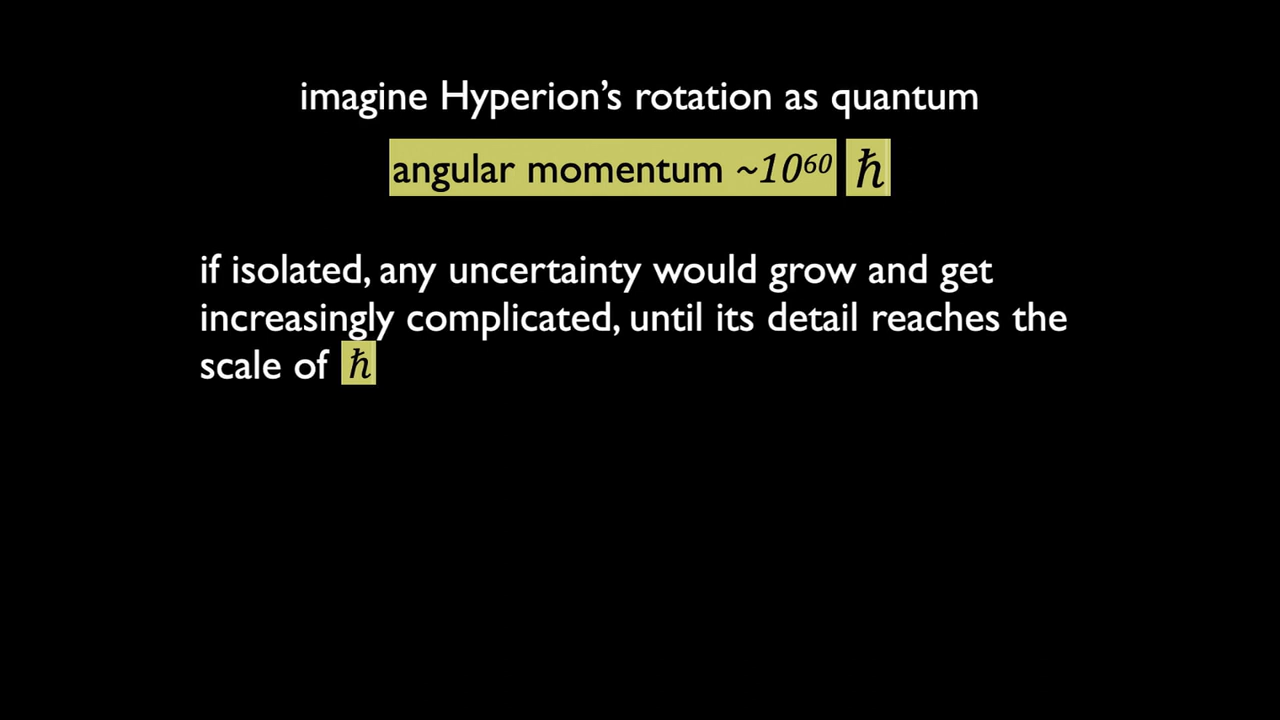 imagine Hyperion’s rotation as quantum
angular momentum ~10⁶⁰ ℏ
if isolated, any uncertainty would grow and get
increasingly complicated, until its detail reaches the
scale of ℏ